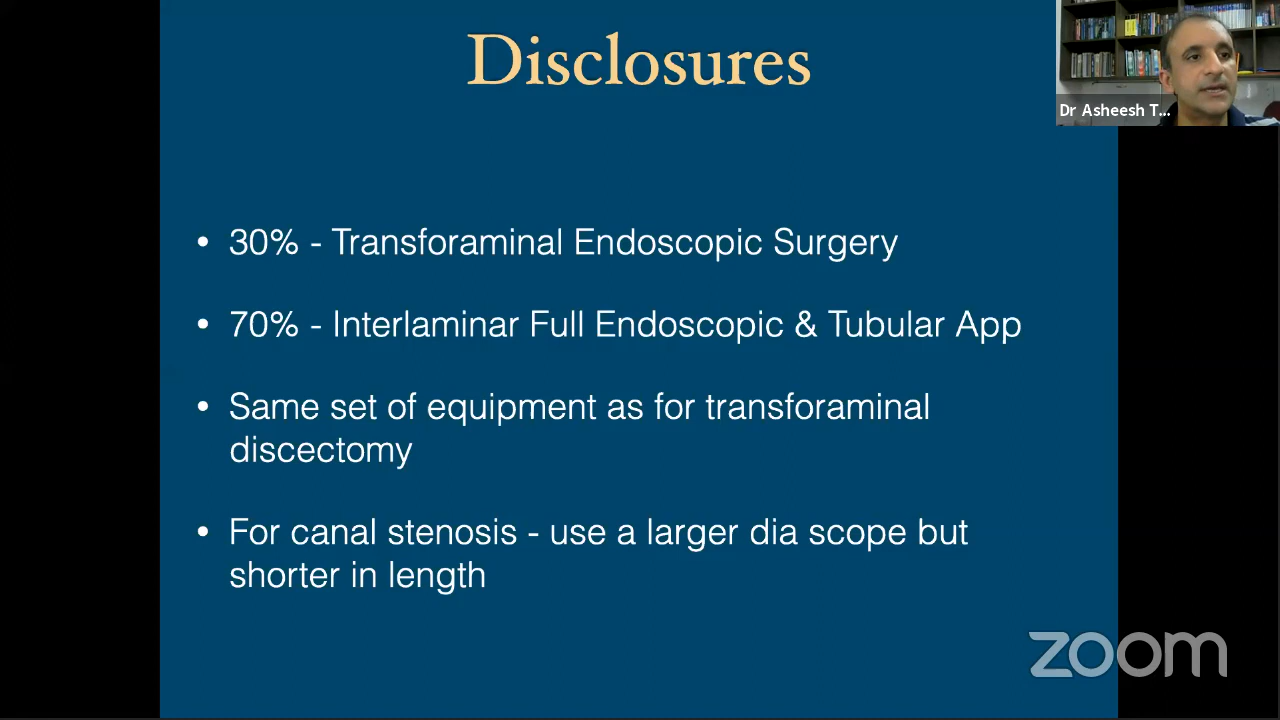 Disclosures
Dr Asheesh T...
• 30% - Transforaminal Endoscopic Surgery
• 70% - Interlaminar Full Endoscopic & Tubular App
• Same set of equipment as for transforaminal
discectomy
• For canal stenosis - use a larger dia scope but
shorter in length
zoom